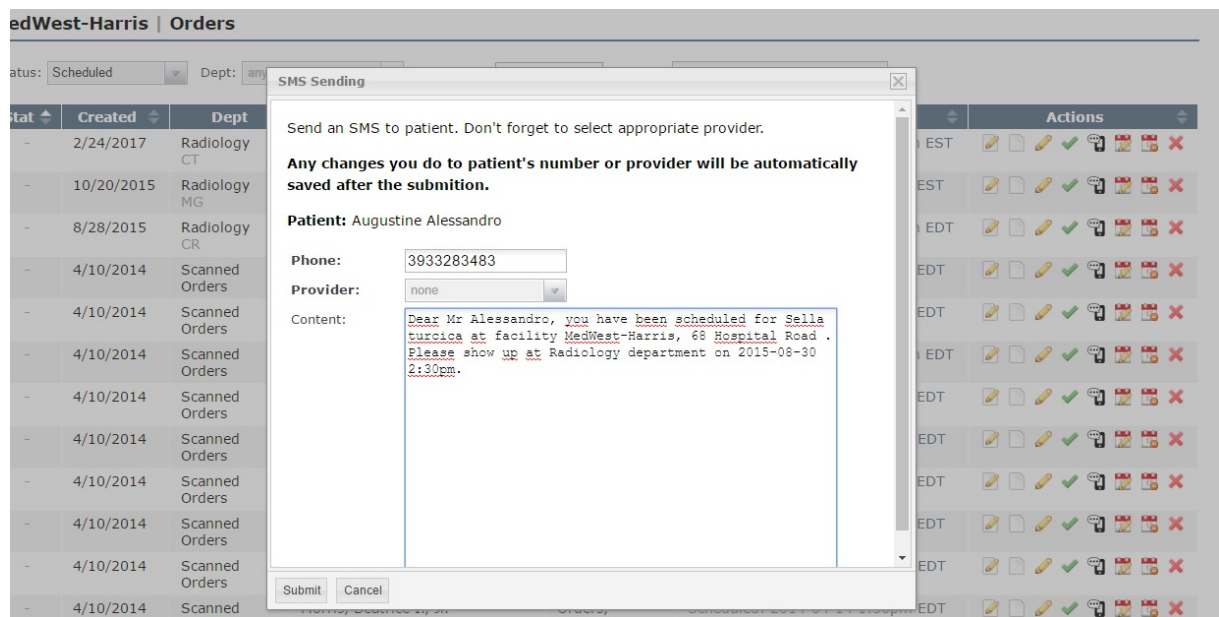 edWest-Harris | Orders
atus: Scheduled Dept: any
SMS Sending
Stat Created Dept Actions
Send an SMS to patient. Don't forget to select appropriate provider.
Any changes you do to patient's number or provider will be automatically
saved after the submition.
Patient: Augustine Alessandro
Phone: 3933283483
Provider: none
Content: Dear Mr Alessandro, you have been scheduled for Sella
turcica at facility MedWest-Harris, 68 Hospital Road .
Please show up at Radiology department on 2015-08-30
2:30pm.
Submit Cancel
- 2/24/2017 Radiology EST
CT
- 10/20/2015 Radiology EST
MG
- 8/28/2015 Radiology EDT
CR
- 4/10/2014 Scanned EDT
Orders
- 4/10/2014 Scanned EDT
Orders
- 4/10/2014 Scanned EDT
Orders
- 4/10/2014 Scanned EDT
Orders
- 4/10/2014 Scanned EDT
Orders
- 4/10/2014 Scanned EDT
Orders
- 4/10/2014 Scanned EDT
Orders
- 4/10/2014 Scanned EDT
Orders
- 4/10/2014 Scanned EDT